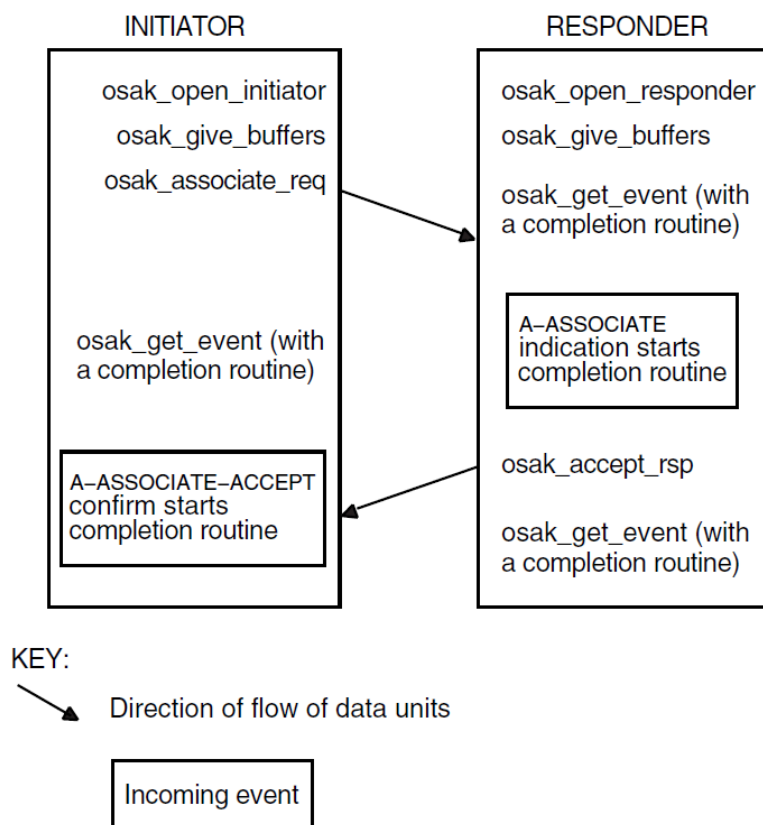 INITIATOR
osak_open_initiator
osak_give_buffers
osak_associate_req
osak_get_event (with
a completion routine)
A–ASSOCIATE–ACCEPT
confirm starts
completion routine
RESPONDER
osak_open_responder
osak_give_buffers
osak_get_event (with
a completion routine)
A–ASSOCIATE
indication starts
completion routine
osak_accept_rsp
osak_get_event (with
a completion routine)
KEY:
Direction of flow of data units
Incoming event